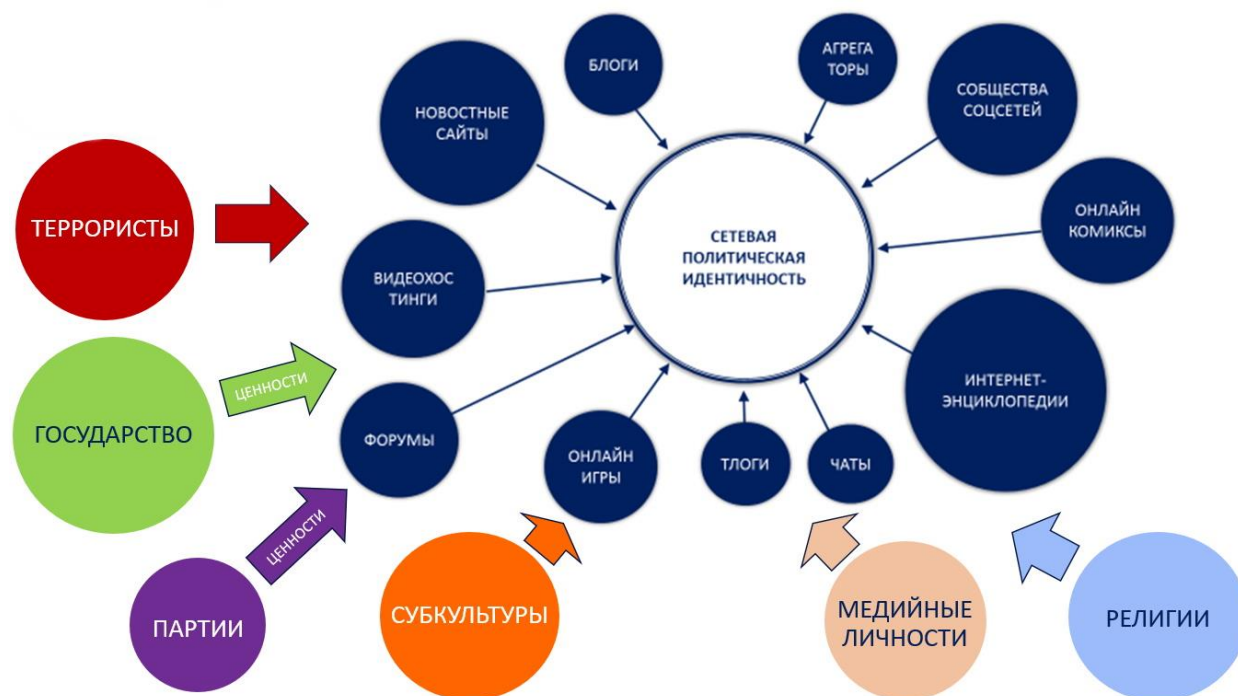 БЛОГИ
АГРЕГА
ТОРЫ
НОВОСТНЫЕ
САЙТЫ
СОБЩЕСТВА
СОЦСЕТЕЙ
ТЕРРОРИСТЫ
ОНЛАЙН
КОМИКСЫ
СЕТЕВАЯ
ПОЛИТИЧЕСКАЯ
ИДЕНТИЧНОСТЬ
ВИДЕОХОС
ТИНГИ
ЦЕННОСТИ
ИНТЕРНЕТ-
ЭНЦИКЛОПЕДИИ
ГОСУДАРСТВО
ФОРУМЫ
ОНЛАЙН
ИГРЫ
ТЛОГИ
ЧАТЫ
ЦЕННОСТИ
ПАРТИИ
СУБКУЛЬТУРЫ
МЕДИЙНЫЕ
ЛИЧНОСТИ
РЕЛИГИИ